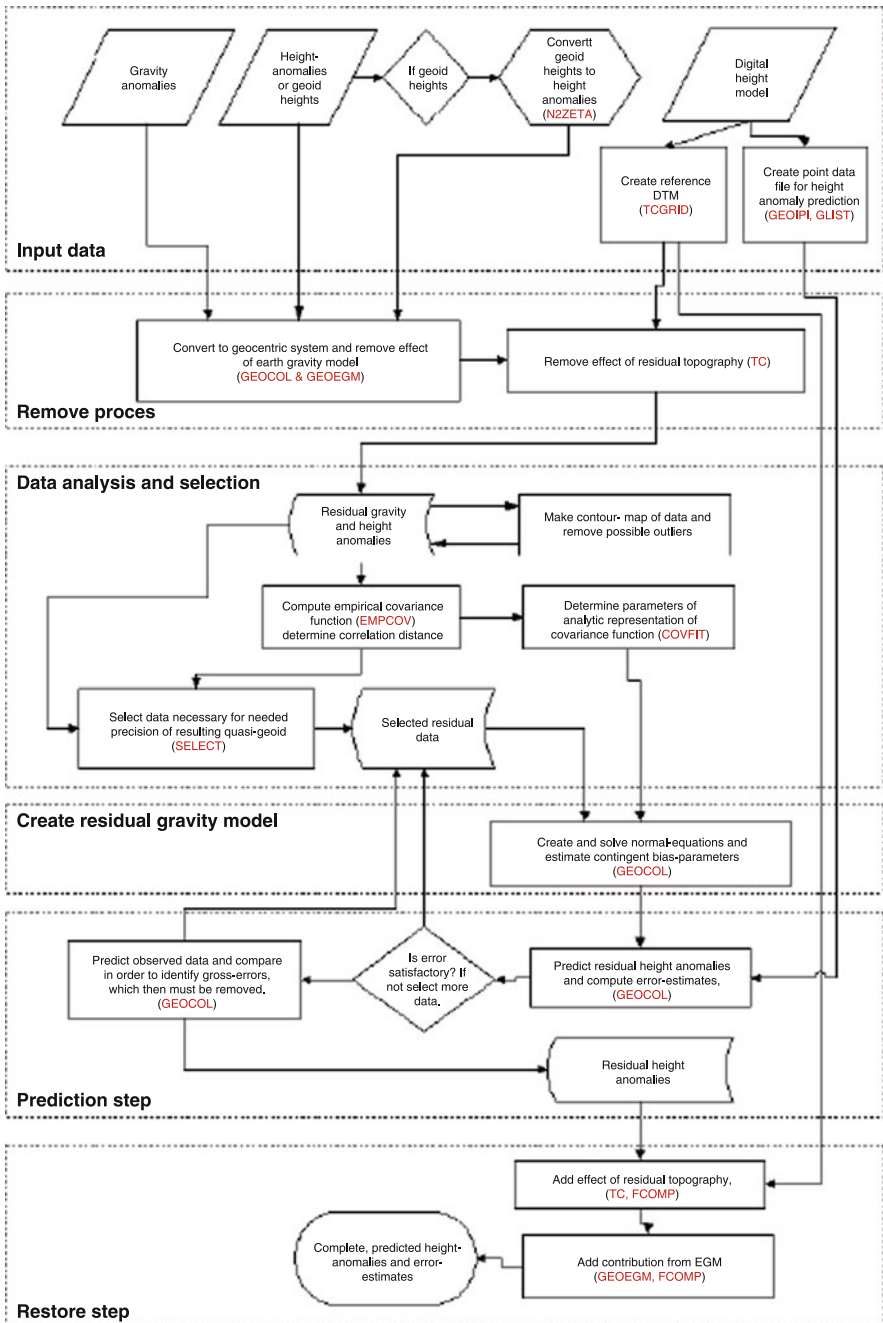 Gravity
anomalies
Height-
anomalies
or geoid
heights
If geoid
heights
Convertt
geoid
heights to
height
anomalies
(N2ZETA)
Digital
height
model
Create reference
DTM
(TCGRID)
Create point data
file for height
anomaly prediction
(GEOIPI, GLIST)
Input data
Convert to geocentric system and remove effect
of earth gravity model
(GEOCOL & GEOEGM)
Remove effect of residual topography (TC)
Remove proces
Data analysis and selection
Residual gravity
and height
anomalies
Make contour- map of data and
remove possible outliers
Compute empirical covariance
function (EMPCOV)
determine correlation distance
Determine parameters of
analytic representation of
covariance function (COVFIT)
Select data necessary for needed
precision of resulting quasi-geoid
(SELECT)
Selected residual
data
Create residual gravity model
Create and solve normal-equations and
estimate contingent bias-parameters
(GEOCOL)
Predict observed data and compare
in order to identify gross-errors,
which then must be removed.
(GEOCOL)
Is error
satisfactory? If
not select more
data.
Predict residual height anomalies
and compute error-estimates,
(GEOCOL)
Residual height
anomalies
Prediction step
Add effect of residual topography,
(TC, FCOMP)
Complete, predicted height-
anomalies and error-
estimates
Add contribution from EGM
(GEOEGM, FCOMP)
Restore step